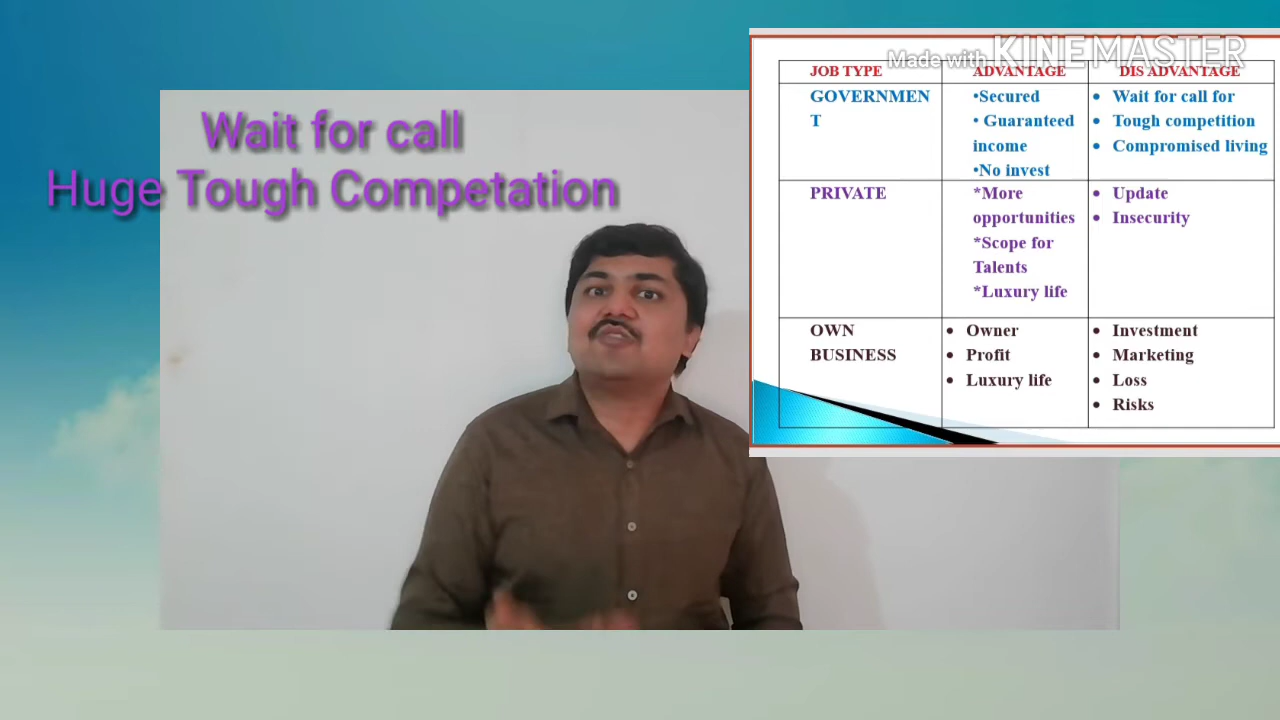 Wait for call
Huge Tough Competation
Made with KINEMASTER
JOB TYPE ADVANTAGE DIS ADVANTAGE
GOVERNMEN
T
•Secured
• Guaranteed
income
•No invest
• Wait for call for
• Tough competition
• Compromised living
PRIVATE
*More
opportunities
*Scope for
Talents
*Luxury life
• Update
• Insecurity
OWN
BUSINESS
• Owner
• Profit
• Luxury life
• Investment
• Marketing
• Loss
• Risks